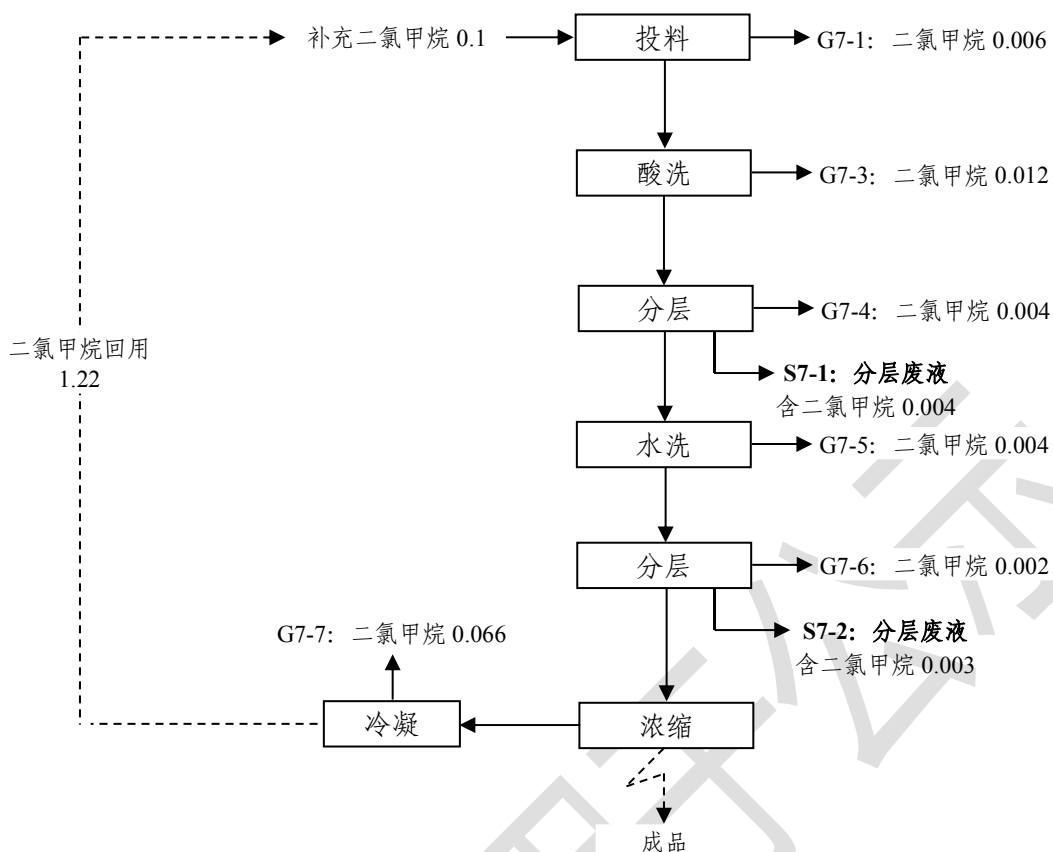 补充二氯甲烷 0.1
投料
G7-1: 二氯甲烷 0.006
酸洗
G7-3: 二氯甲烷 0.012
分层
G7-4: 二氯甲烷 0.004
二氯甲烷回用
1.22
S7-1: 分层废液
含二氯甲烷 0.004
水洗
G7-5: 二氯甲烷 0.004
分层
G7-6: 二氯甲烷 0.002
G7-7: 二氯甲烷 0.066
S7-2: 分层废液
含二氯甲烷 0.003
冷凝
浓缩
成品
于公示